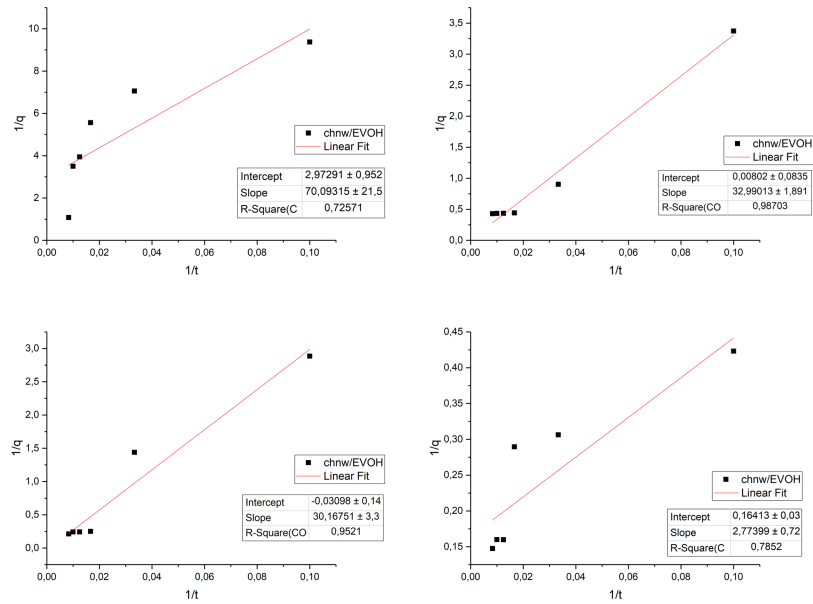 10
8
6
4
2
0
1/q
0,00 0,02 0,04 0,06 0,08 0,10
1/t
chnw/EVOH
Linear Fit
Intercept 2,97291 ± 0,952
Slope 70,09315 ± 21,5
R-Square(C 0,72571
3,5
3,0
2,5
2,0
1,5
1,0
0,5
0,0
1/q
0,00 0,02 0,04 0,06 0,08 0,10
1/t
chnw/EVOH
Linear Fit
Intercept 0,00802 ± 0,0835
Slope 32,99013 ± 1,891
R-Square(CO 0,98703
3,0
2,5
2,0
1,5
1,0
0,5
0,0
1/q
0,00 0,02 0,04 0,06 0,08 0,10
1/t
chnw/EVOH
Linear Fit
Intercept -0,03098 ± 0,14
Slope 30,16751 ± 3,3
R-Square(CO 0,9521
0,45
0,40
0,35
0,30
0,25
0,20
0,15
1/q
0,00 0,02 0,04 0,06 0,08 0,10
1/t
chnw/EVOH
Linear Fit
Intercept 0,16413 ± 0,03
Slope 2,77399 ± 0,72
R-Square(C 0,7852